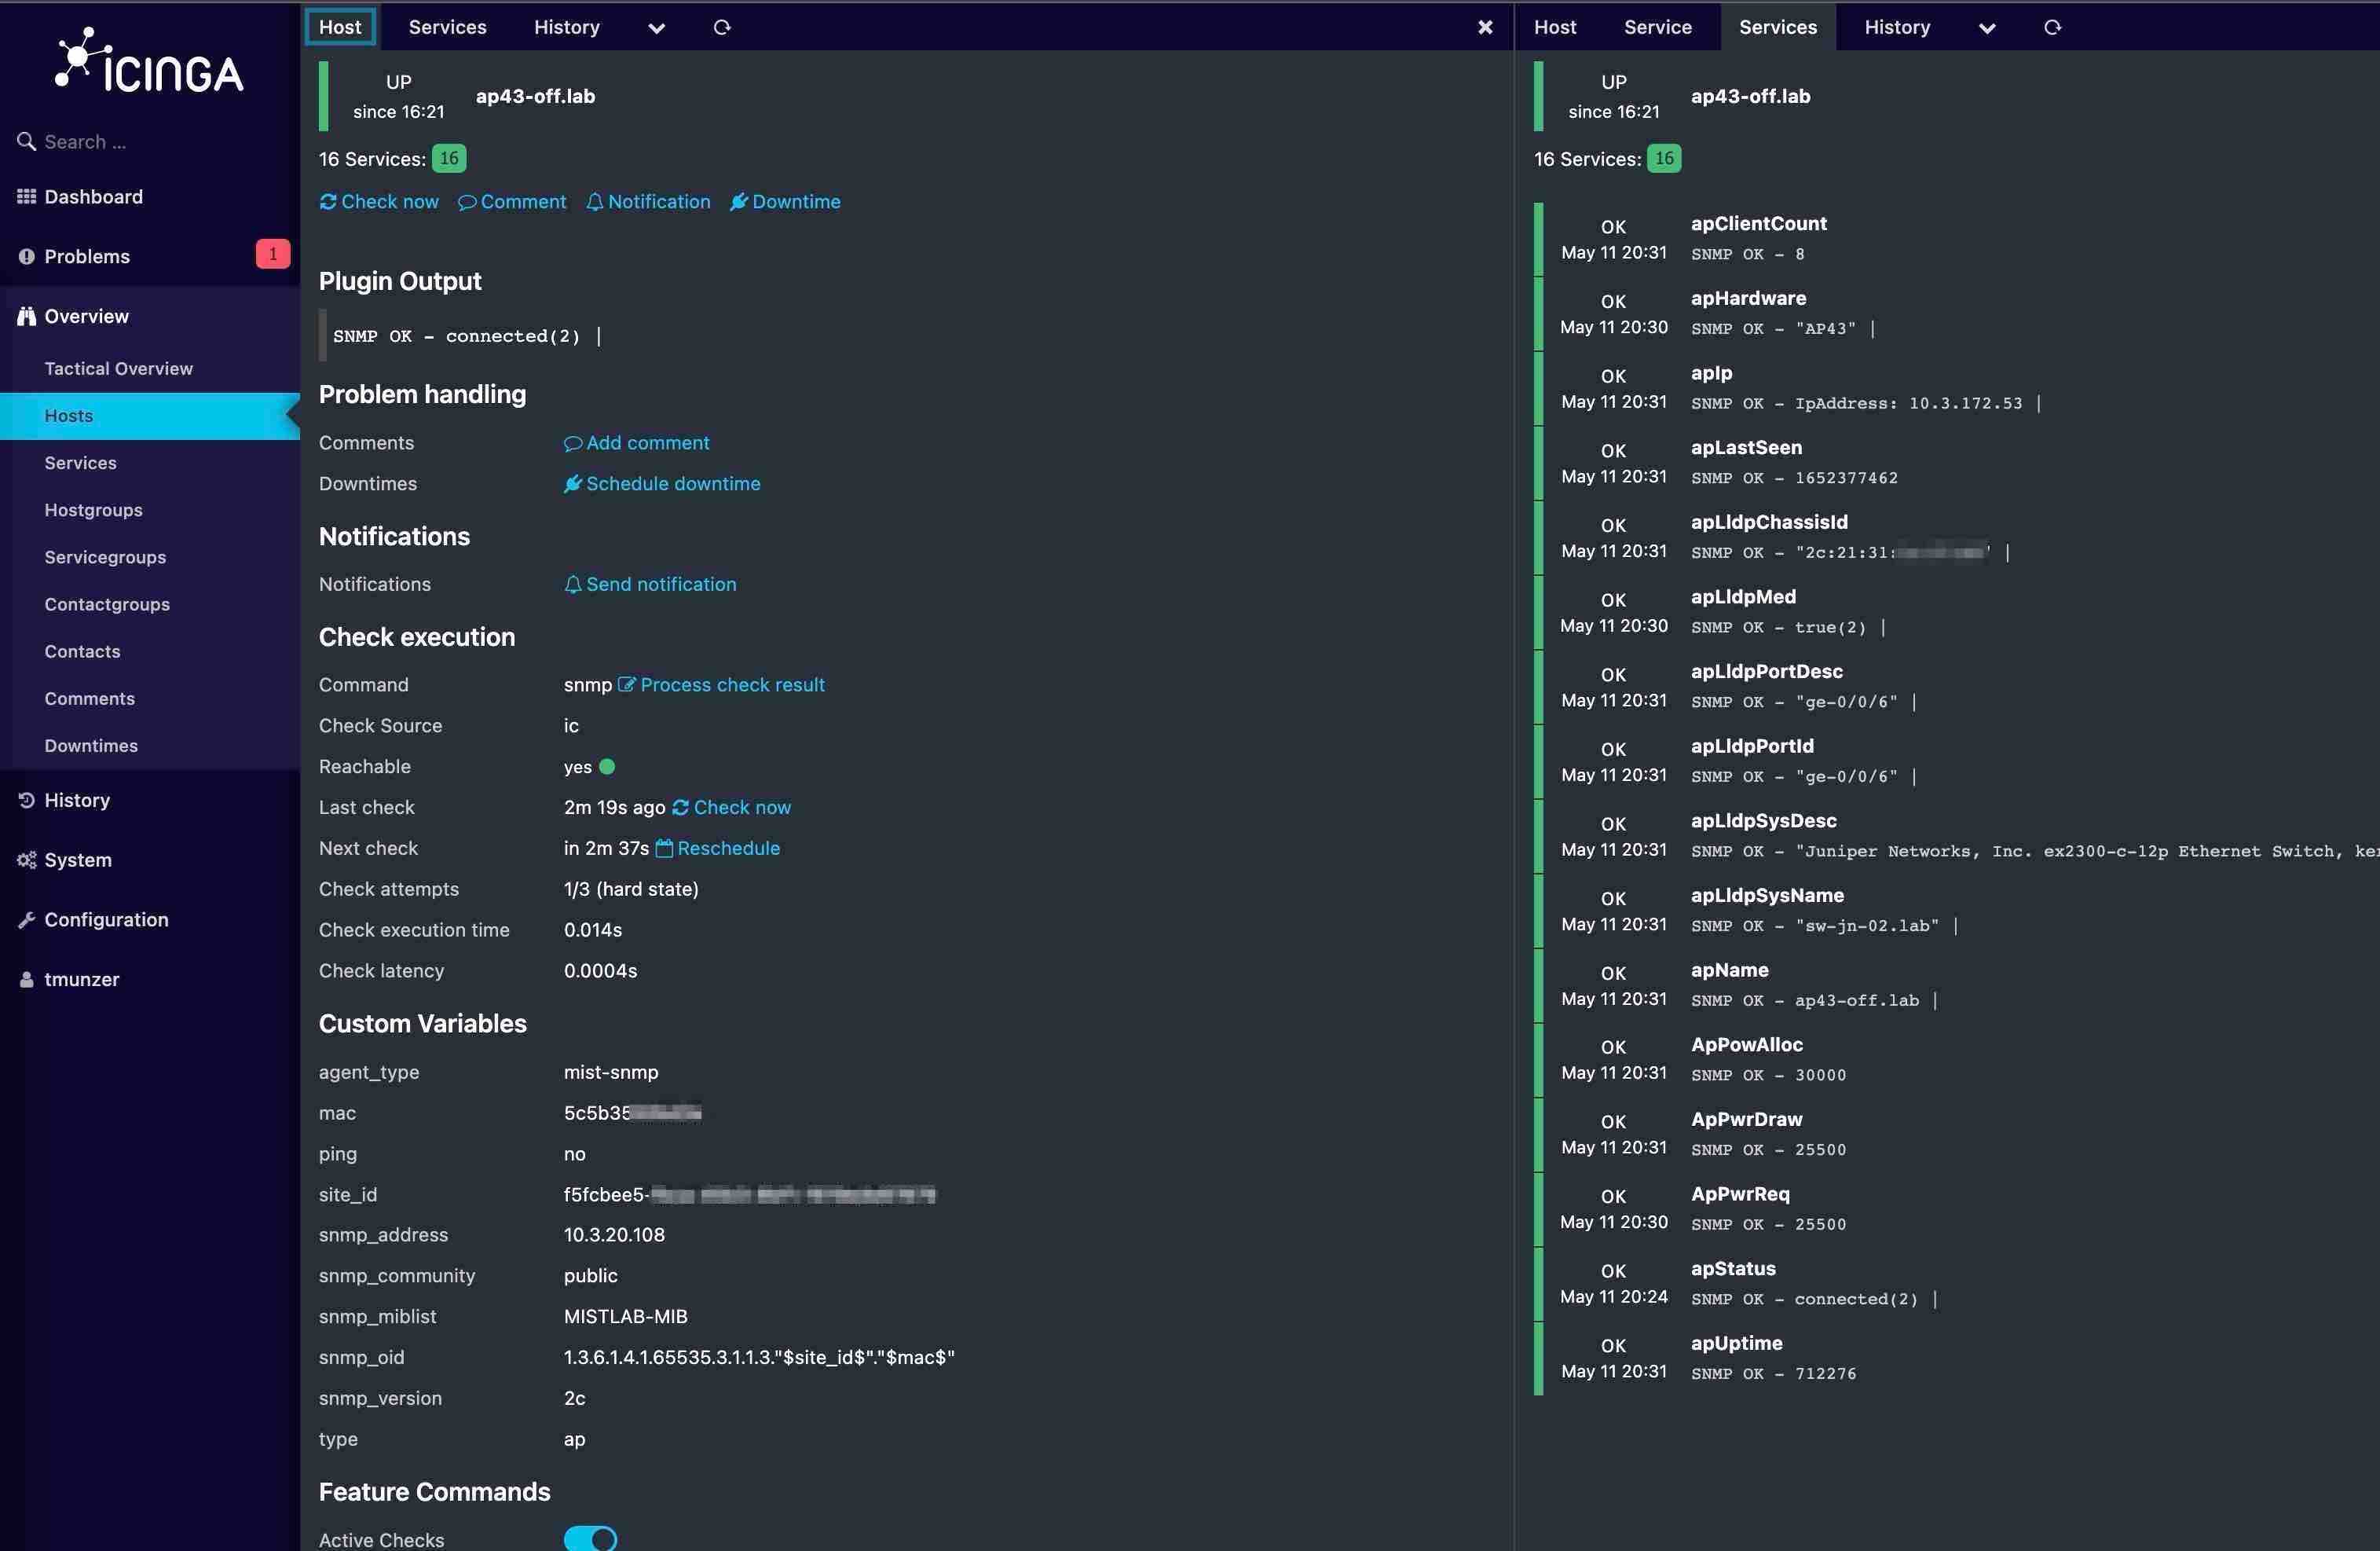 ICINGA
Search ...
Dashboard
Problems 1
Overview
Tactical Overview
Hosts
Services
Hostgroups
Servicegroups
Contactgroups
Contacts
Comments
Downtimes
History
System
Configuration
tmunzer
Host Services History
UP
since 16:21
ap43-off.lab
16 Services: 16
Check now Comment Notification Downtime
Plugin Output
SNMP OK - connected(2) |
Problem handling
Comments Add comment
Downtimes Schedule downtime
Notifications
Notifications Send notification
Check execution
Command snmp Process check result
Check Source ic
Reachable yes
Last check 2m 19s ago Check now
Next check in 2m 37s Reschedule
Check attempts 1/3 (hard state)
Check execution time 0.014s
Check latency 0.0004s
Custom Variables
agent_type mist-snmp
mac 5c5b35
ping no
site_id f5fcbee5-
snmp_address 10.3.20.108
snmp_community public
snmp_miblist MISTLAB-MIB
snmp_oid 1.3.6.1.4.1.65535.3.1.1.3."$site_id$"."$mac$"
snmp_version 2c
type ap
Feature Commands
Active Checks
Host Service Services History
UP
since 16:21
ap43-off.lab
16 Services: 16
OK apClientCount
May 11 20:31 SNMP OK - 8
OK apHardware
May 11 20:30 SNMP OK - "AP43" |
OK apIp
May 11 20:31 SNMP OK - IpAddress: 10.3.172.53 |
OK apLastSeen
May 11 20:31 SNMP OK - 1652377462
OK apLldpChassisId
May 11 20:31 SNMP OK - "2c:21:31: " |
OK apLldpMed
May 11 20:30 SNMP OK - true(2) |
OK apLldpPortDesc
May 11 20:31 SNMP OK - "ge-0/0/6" |
OK apLldpPortId
May 11 20:31 SNMP OK - "ge-0/0/6" |
OK apLldpSysDesc
May 11 20:31 SNMP OK - "Juniper Networks, Inc. ex2300-c-12p Ethernet Switch, ke
OK apLldpSysName
May 11 20:31 SNMP OK - "sw-jn-02.lab" |
OK apName
May 11 20:31 SNMP OK - ap43-off.lab |
OK ApPowAlloc
May 11 20:31 SNMP OK - 30000
OK ApPwrDraw
May 11 20:31 SNMP OK - 25500
OK ApPwrReq
May 11 20:30 SNMP OK - 25500
OK apStatus
May 11 20:24 SNMP OK - connected(2) |
OK apUptime
May 11 20:31 SNMP OK - 712276